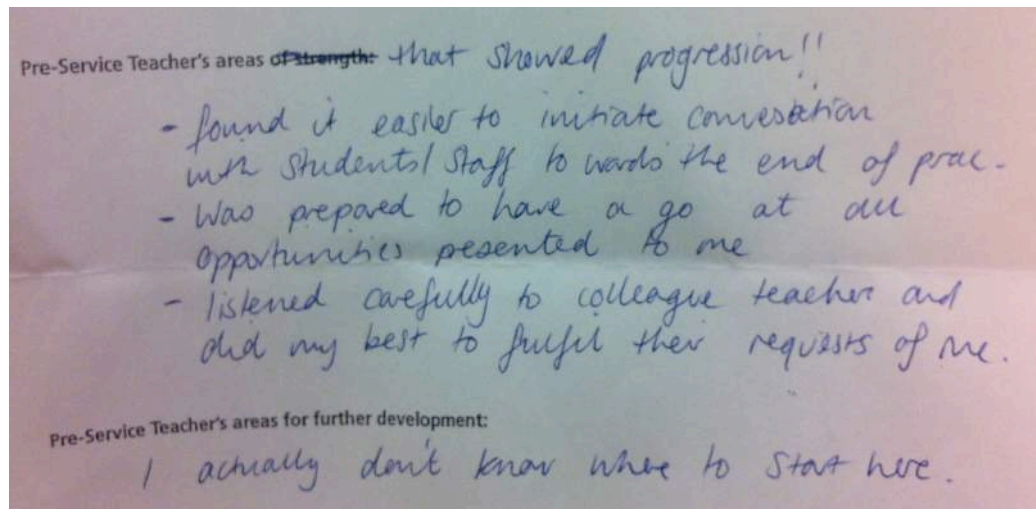 Pre-Service Teacher's areas of strength: that showed progression!!
- found it easier to initiate conversation
with students/staff towards the end of prac.
- Was prepared to have a go at all
opportunities presented to me
- listened carefully to colleague teacher and
did my best to fulfil their requests of me.
Pre-Service Teacher's areas for further development:
I actually don't know where to start here.